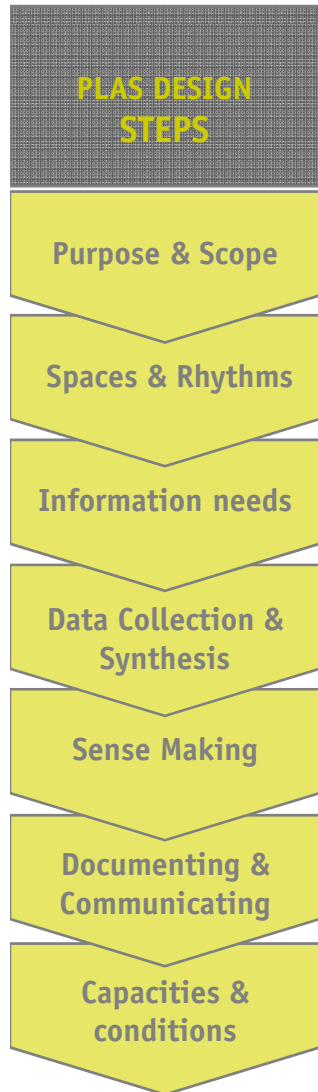 PLAS DESIGN
STEPS
Purpose & Scope
Spaces & Rhythms
Information needs
Data Collection &
Synthesis
Sense Making
Documenting &
Communicating
Capacities &
conditions